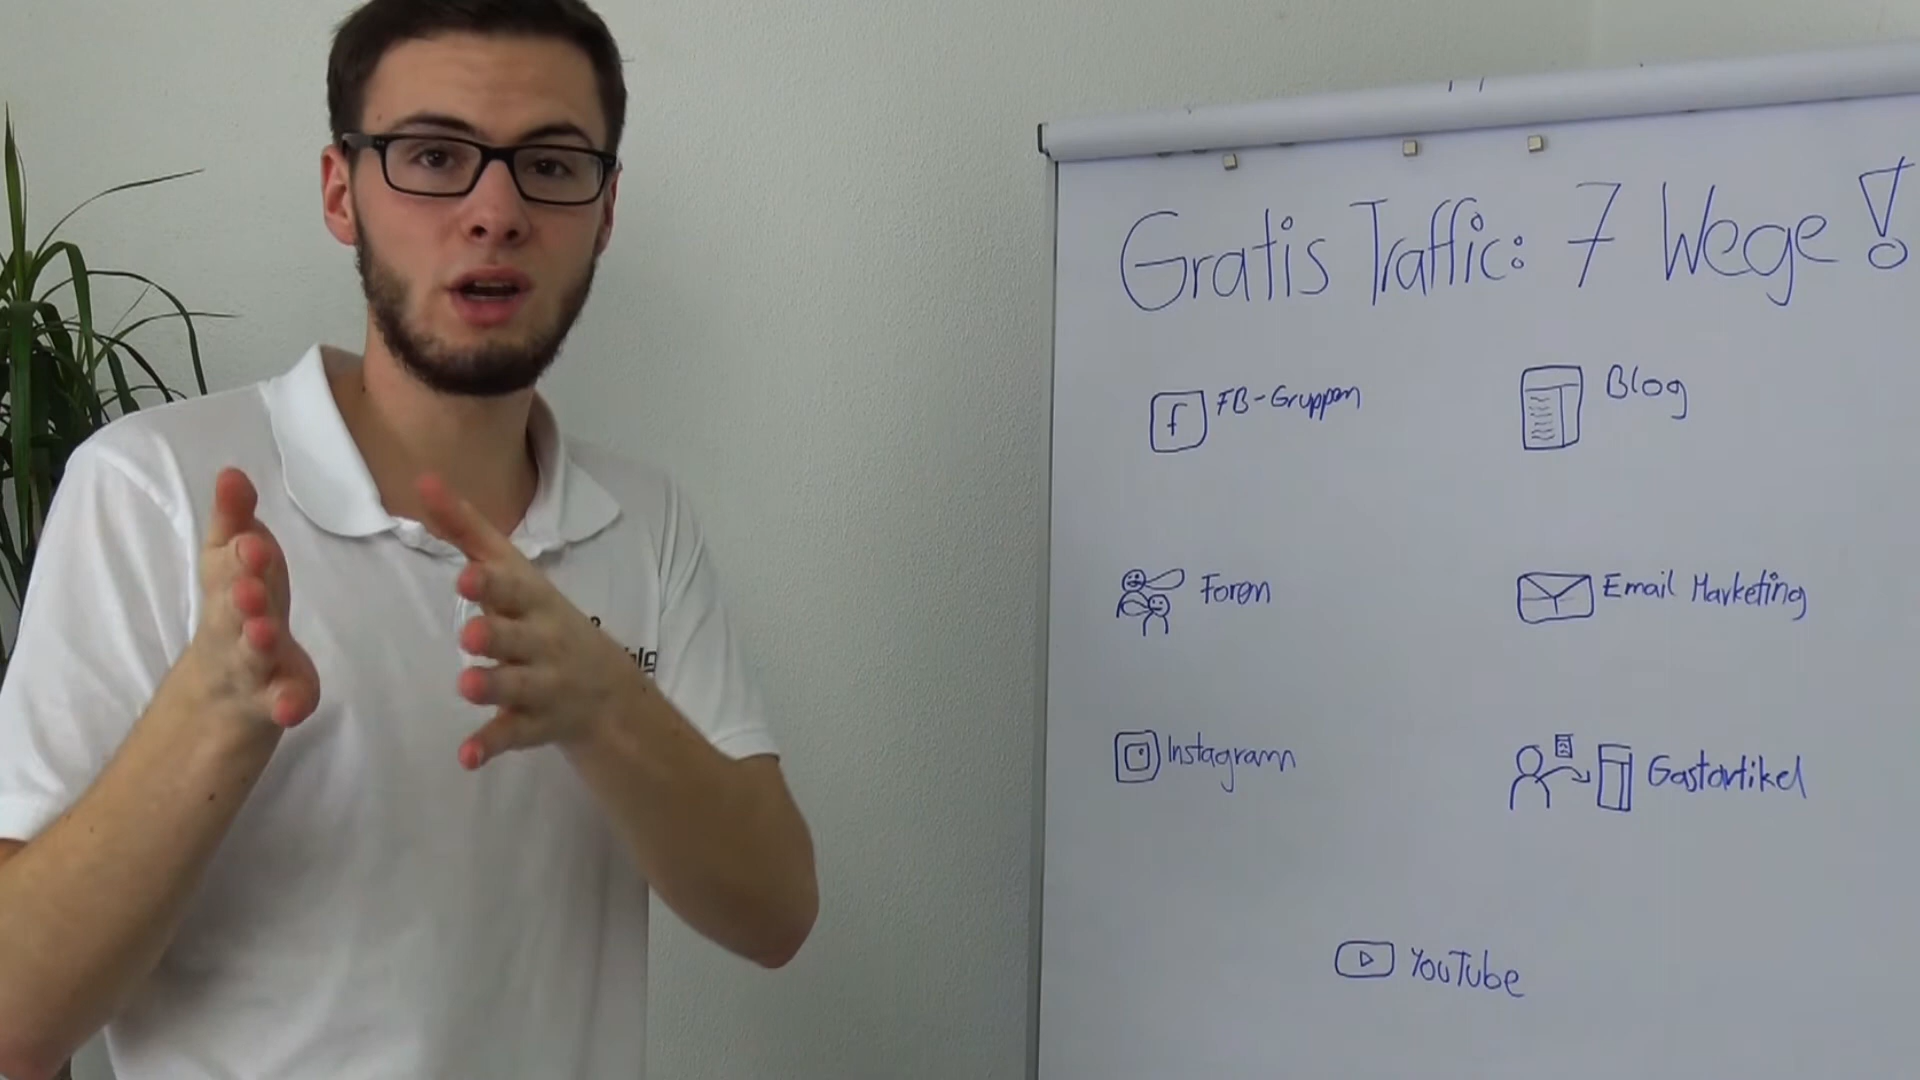 Gratis Traffic: 7 Wege!
f FB-Gruppen
Blog
Foren
Email Marketing
Instagram
Gastartikel
YouTube